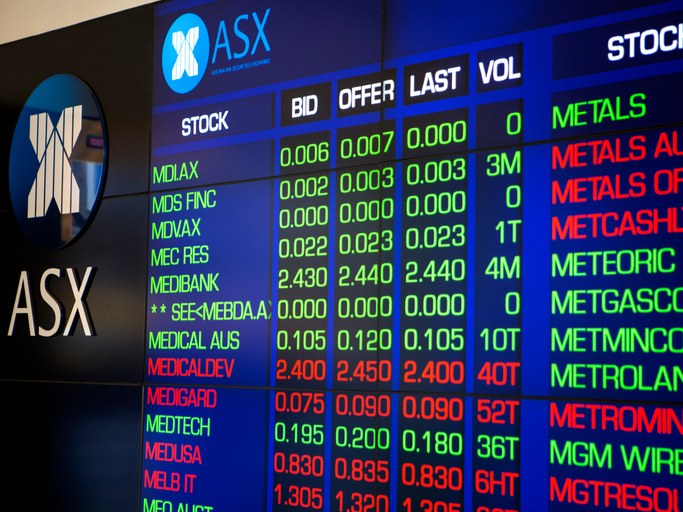 ASX
AUSTRALIAN SECURITIES EXCHANGE
ASX
STOCK BID OFFER LAST VOL
MDI.AX 0.006 0.007 0.000 0
MDS FINC 0.002 0.003 0.003 3M
MDV.AX 0.000 0.000 0.000 0
MEC RES 0.022 0.023 0.023 1T
MEDIBANK 2.430 2.440 2.440 4M
** SEE<MEBDA.AX 0.000 0.000 0.000 0
MEDICAL AUS 0.105 0.120 0.105 10T
MEDICALDEV 2.400 2.450 2.400 40T
MEDIGARD 0.075 0.090 0.090 52T
MEDTECH 0.195 0.200 0.180 36T
MEDUSA 0.830 0.835 0.830 6HT
MELB IT 1.305 1.320 1.305
MEO AUST
STOCK
METALS
METALS AU
METALS OF
METCASHL
METEORIC
METGASCO
METMINCO
METROLAN
METROMIN
MGM WIRE
MGTRESOU